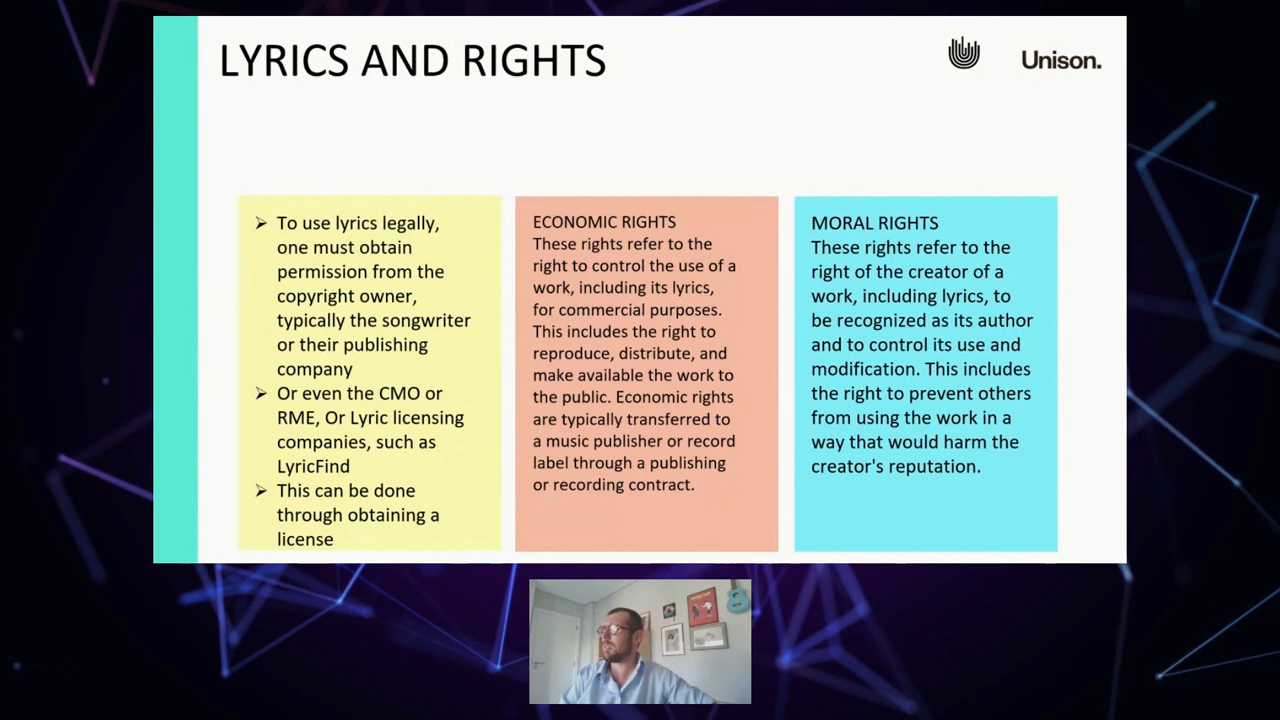 LYRICS AND RIGHTS
Unison.
➢ To use lyrics legally,
one must obtain
permission from the
copyright owner,
typically the songwriter
or their publishing
company
➢ Or even the CMO or
RME, Or Lyric licensing
companies, such as
LyricFind
➢ This can be done
through obtaining a
license
ECONOMIC RIGHTS
These rights refer to the
right to control the use of a
work, including its lyrics,
for commercial purposes.
This includes the right to
reproduce, distribute, and
make available the work to
the public. Economic rights
are typically transferred to
a music publisher or record
label through a publishing
or recording contract.
MORAL RIGHTS
These rights refer to the
right of the creator of a
work, including lyrics, to
be recognized as its author
and to control its use and
modification. This includes
the right to prevent others
from using the work in a
way that would harm the
creator's reputation.